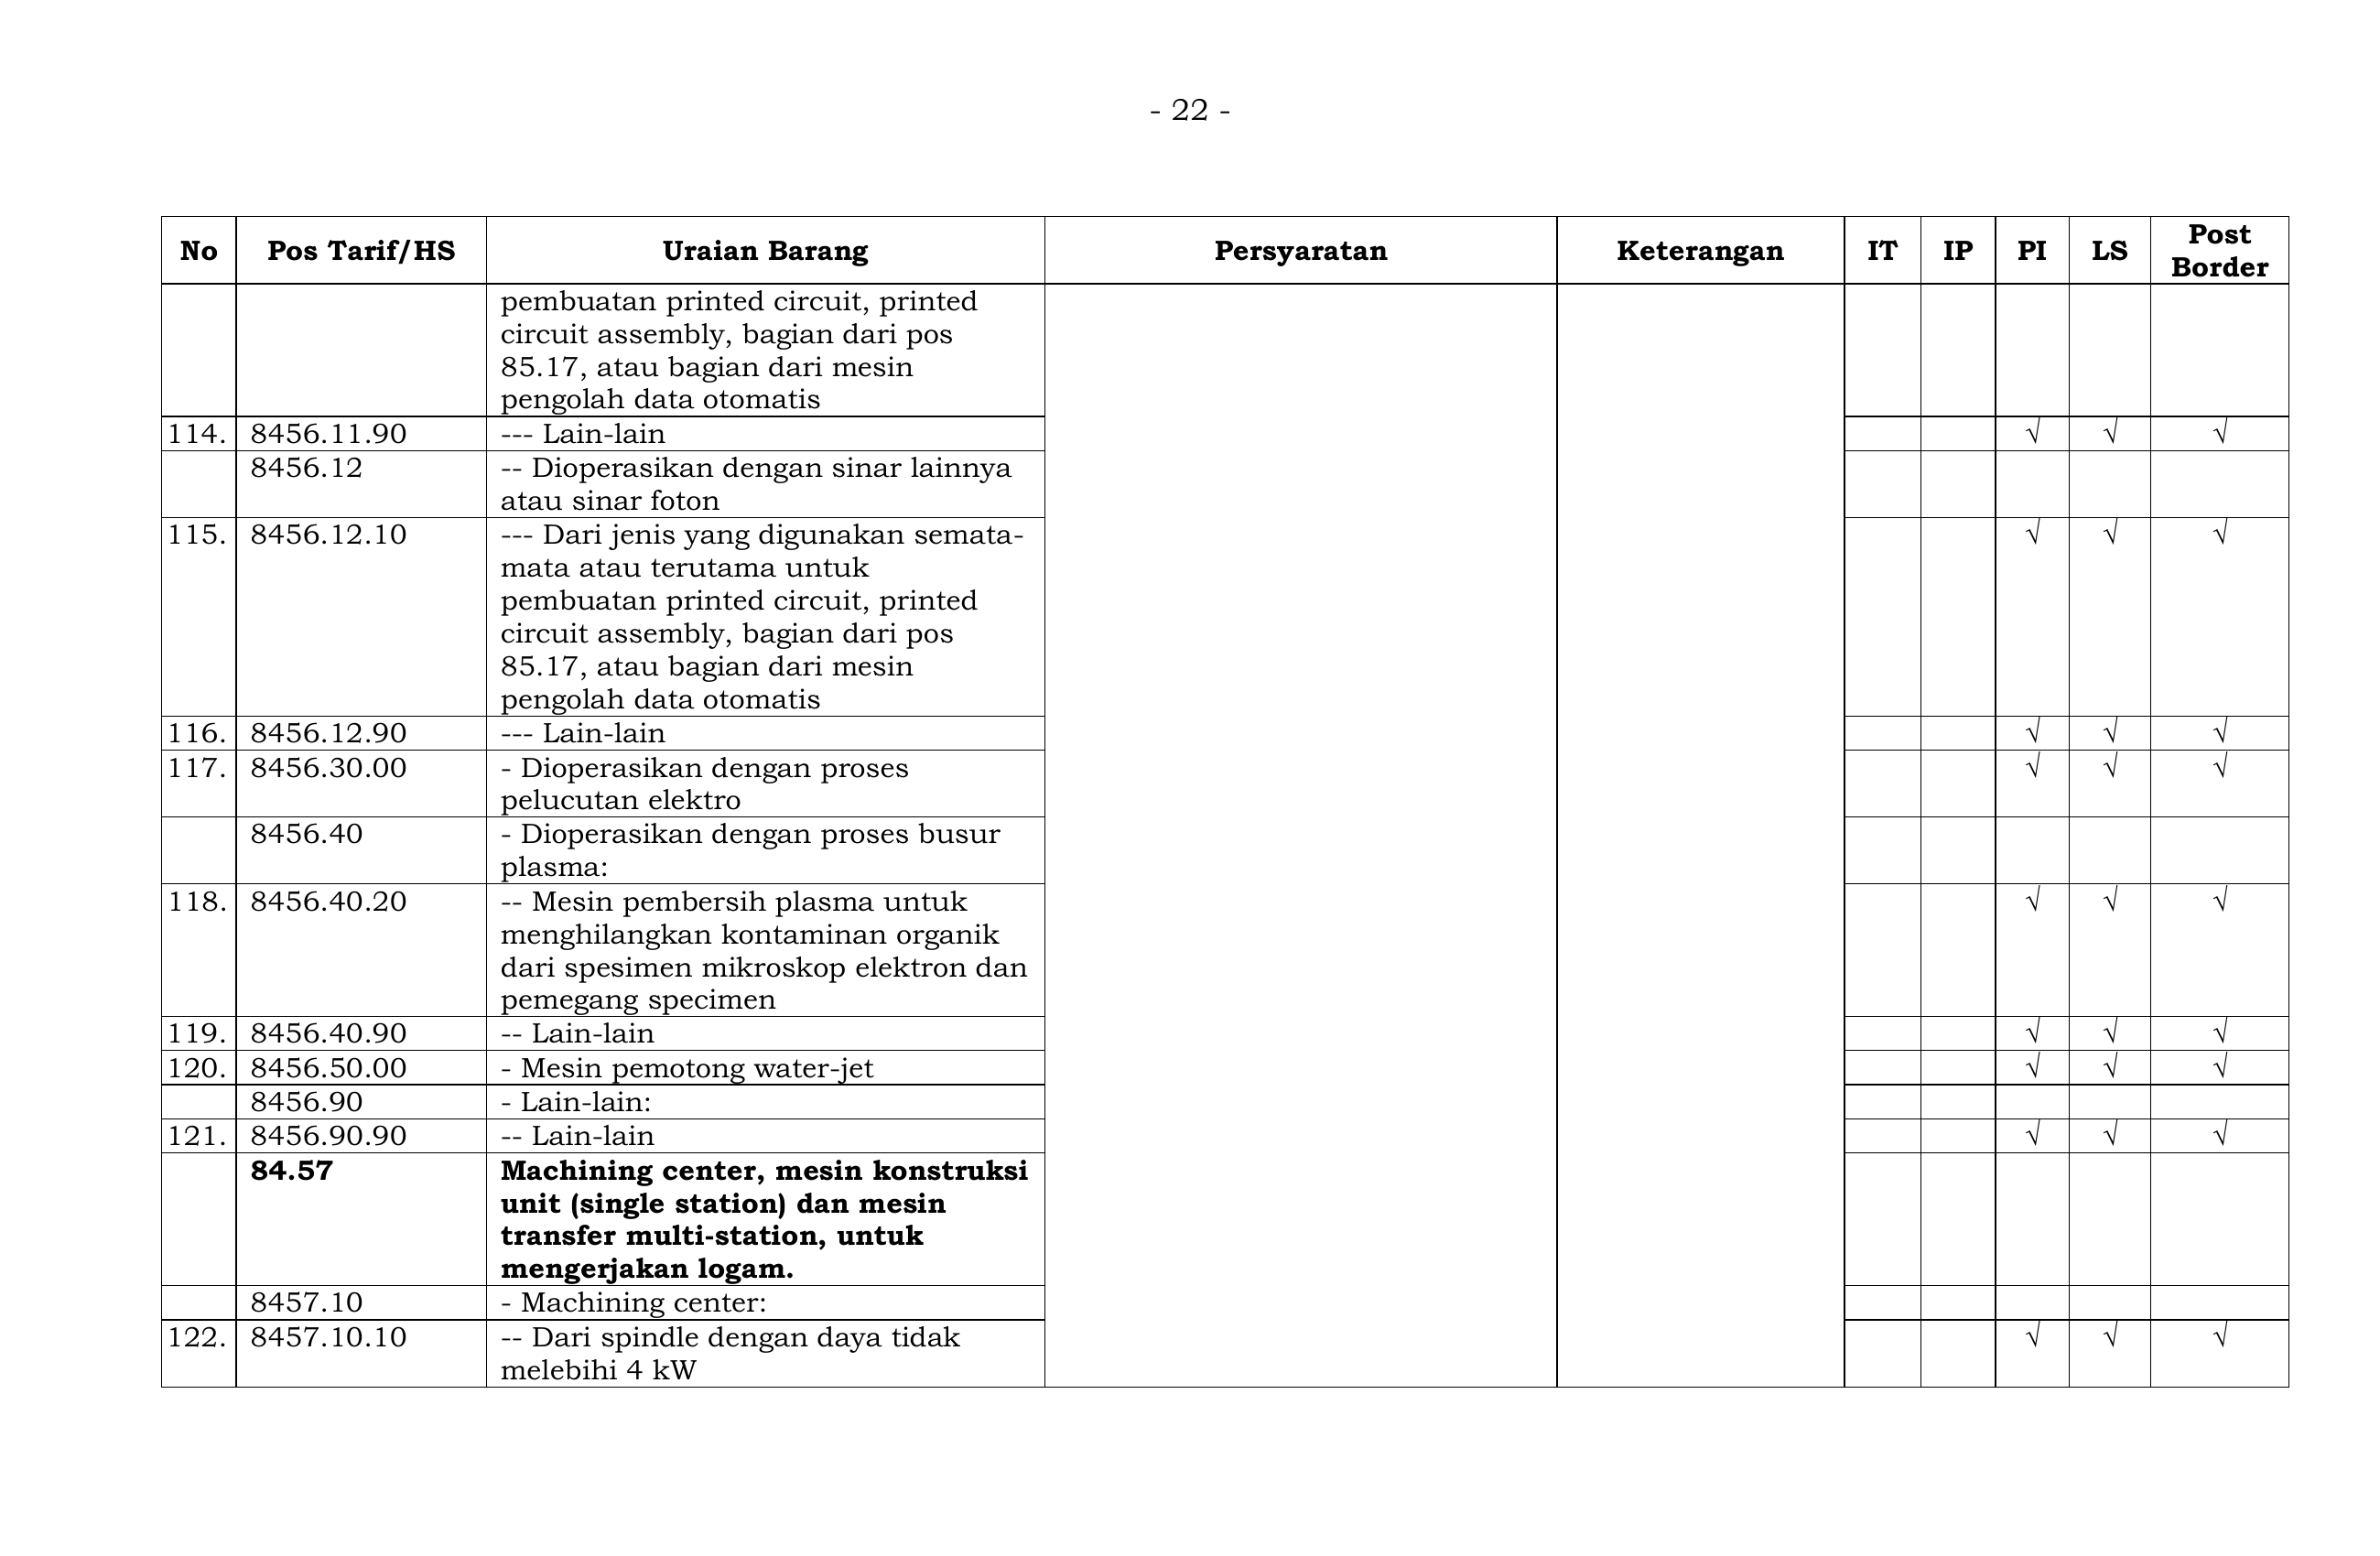 - 22 -
No Pos Tarif/HS Uraian Barang Persyaratan Keterangan IT IP PI LS Post Border
pembuatan printed circuit, printed
circuit assembly, bagian dari pos
85.17, atau bagian dari mesin
pengolah data otomatis
114. 8456.11.90 --- Lain-lain √ √ √
8456.12 -- Dioperasikan dengan sinar lainnya
atau sinar foton
115. 8456.12.10 --- Dari jenis yang digunakan semata- √ √ √
mata atau terutama untuk
pembuatan printed circuit, printed
circuit assembly, bagian dari pos
85.17, atau bagian dari mesin
pengolah data otomatis
116. 8456.12.90 --- Lain-lain √ √ √
117. 8456.30.00 - Dioperasikan dengan proses √ √ √
pelucutan elektro
8456.40 - Dioperasikan dengan proses busur
plasma:
118. 8456.40.20 -- Mesin pembersih plasma untuk √ √ √
menghilangkan kontaminan organik
dari spesimen mikroskop elektron dan
pemegang specimen
119. 8456.40.90 -- Lain-lain √ √ √
120. 8456.50.00 - Mesin pemotong water-jet √ √ √
8456.90 - Lain-lain:
121. 8456.90.90 -- Lain-lain √ √ √
84.57 Machining center, mesin konstruksi
unit (single station) dan mesin
transfer multi-station, untuk
mengerjakan logam.
8457.10 - Machining center:
122. 8457.10.10 -- Dari spindle dengan daya tidak √ √ √
melebihi 4 kW